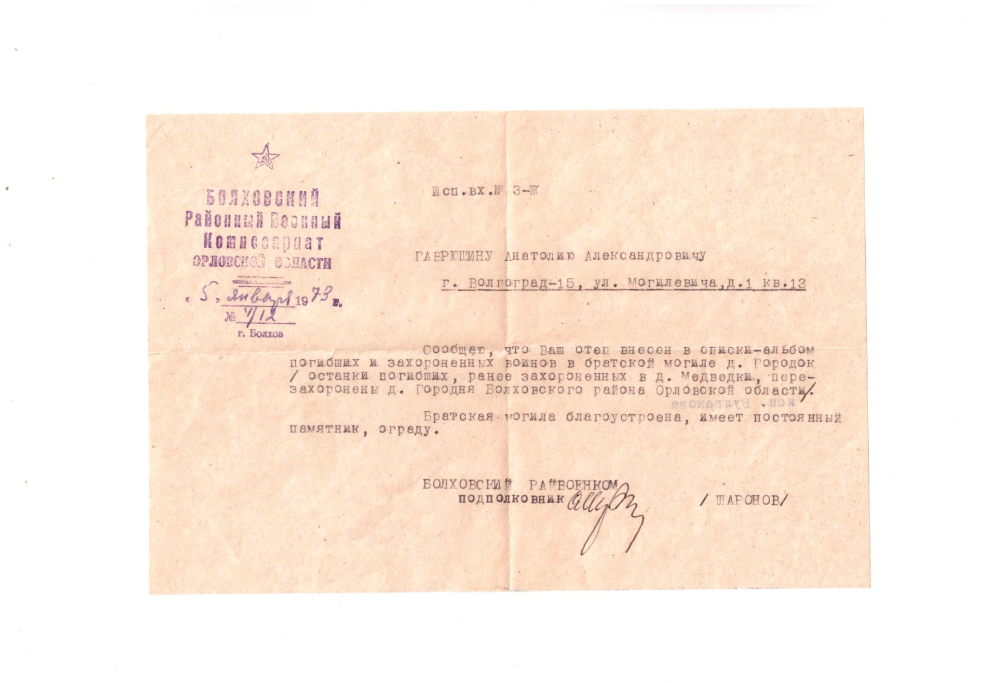 БОЛХОВСКИЙ
Районный Военный
Комиссариат
ОРЛОВСКОЙ ОБЛАСТИ
« 5 » января 1973 г.
№ 1/12
г. Болхов
Исп.вх.№ 3-Ж
ГАВРЮШИНУ Анатолию Александровичу
г. Волгоград-15, ул. Могилевича,д.1 кв.13
Сообщаю, что Ваш отец внесен в списки-альбом
погибших и захороненных воинов в братской могиле д. Городок
/ останки погибших, ранее захороненных в д. Медведки, пере-
захоронены д. Городня Болховского района Орловской области/.
исп. Булгакова
Братская могила благоустроена, имеет постоянный
памятник, ограду.
БОЛХОВСКИЙ РАЙВОЕНКОМ
ПОДПОЛКОВНИК
/ ШАРОНОВ/